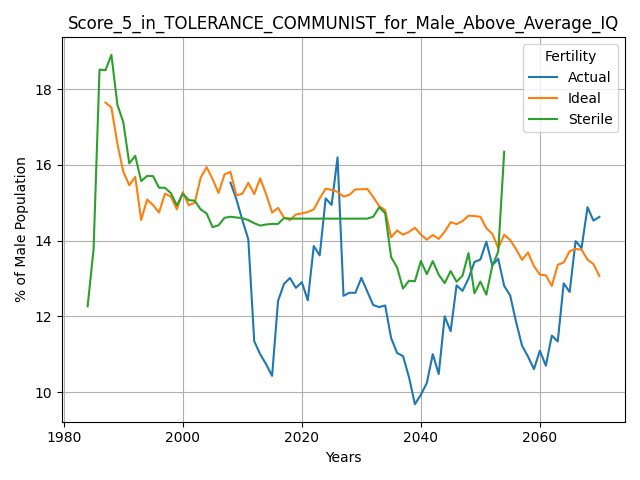 Score_5_in_TOLERANCE_COMMUNIST_for_Male_Above_Average_IQ
Fertility
Actual
Ideal
Sterile
% of Male Population
18
16
14
12
10
1980
2000
2020
2040
2060
Years